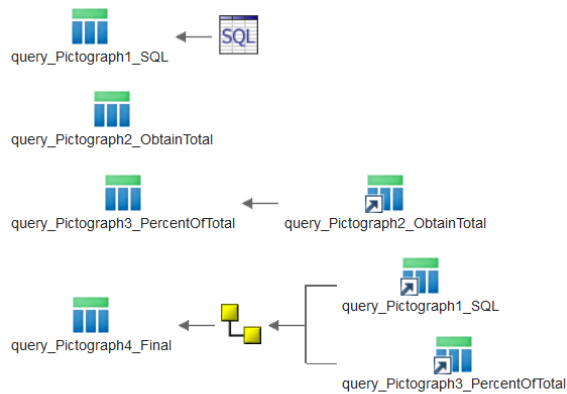 SQL
query_Pictograph1_SQL
query_Pictograph2_ObtainTotal
query_Pictograph3_PercentOfTotal
query_Pictograph2_ObtainTotal
query_Pictograph1_SQL
query_Pictograph4_Final
query_Pictograph3_PercentOfTotal